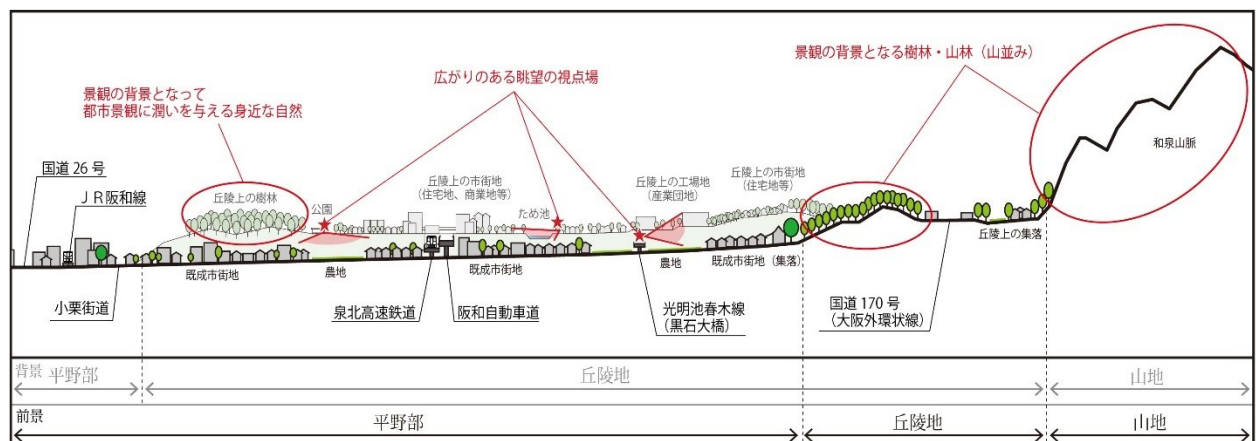 景観の背景となる樹林・山林（山並み）
広がりのある眺望の視点場
景観の背景となって
都市景観に潤いを与える身近な自然
和泉山脈
国道26号
ＪＲ阪和線
丘陵上の樹林
公園
丘陵上の市街地
（住宅地、商業地等）
ため池
丘陵上の工場地
（産業団地）
丘陵上の市街地
（住宅地等）
丘陵上の集落
既成市街地
農地
既成市街地
農地
既成市街地（集落）
小栗街道
泉北高速鉄道
阪和自動車道
光明池春木線
（黒石大橋）
国道170号
（大阪外環状線）
背景
平野部
丘陵地
山地
前景
平野部
丘陵地
山地